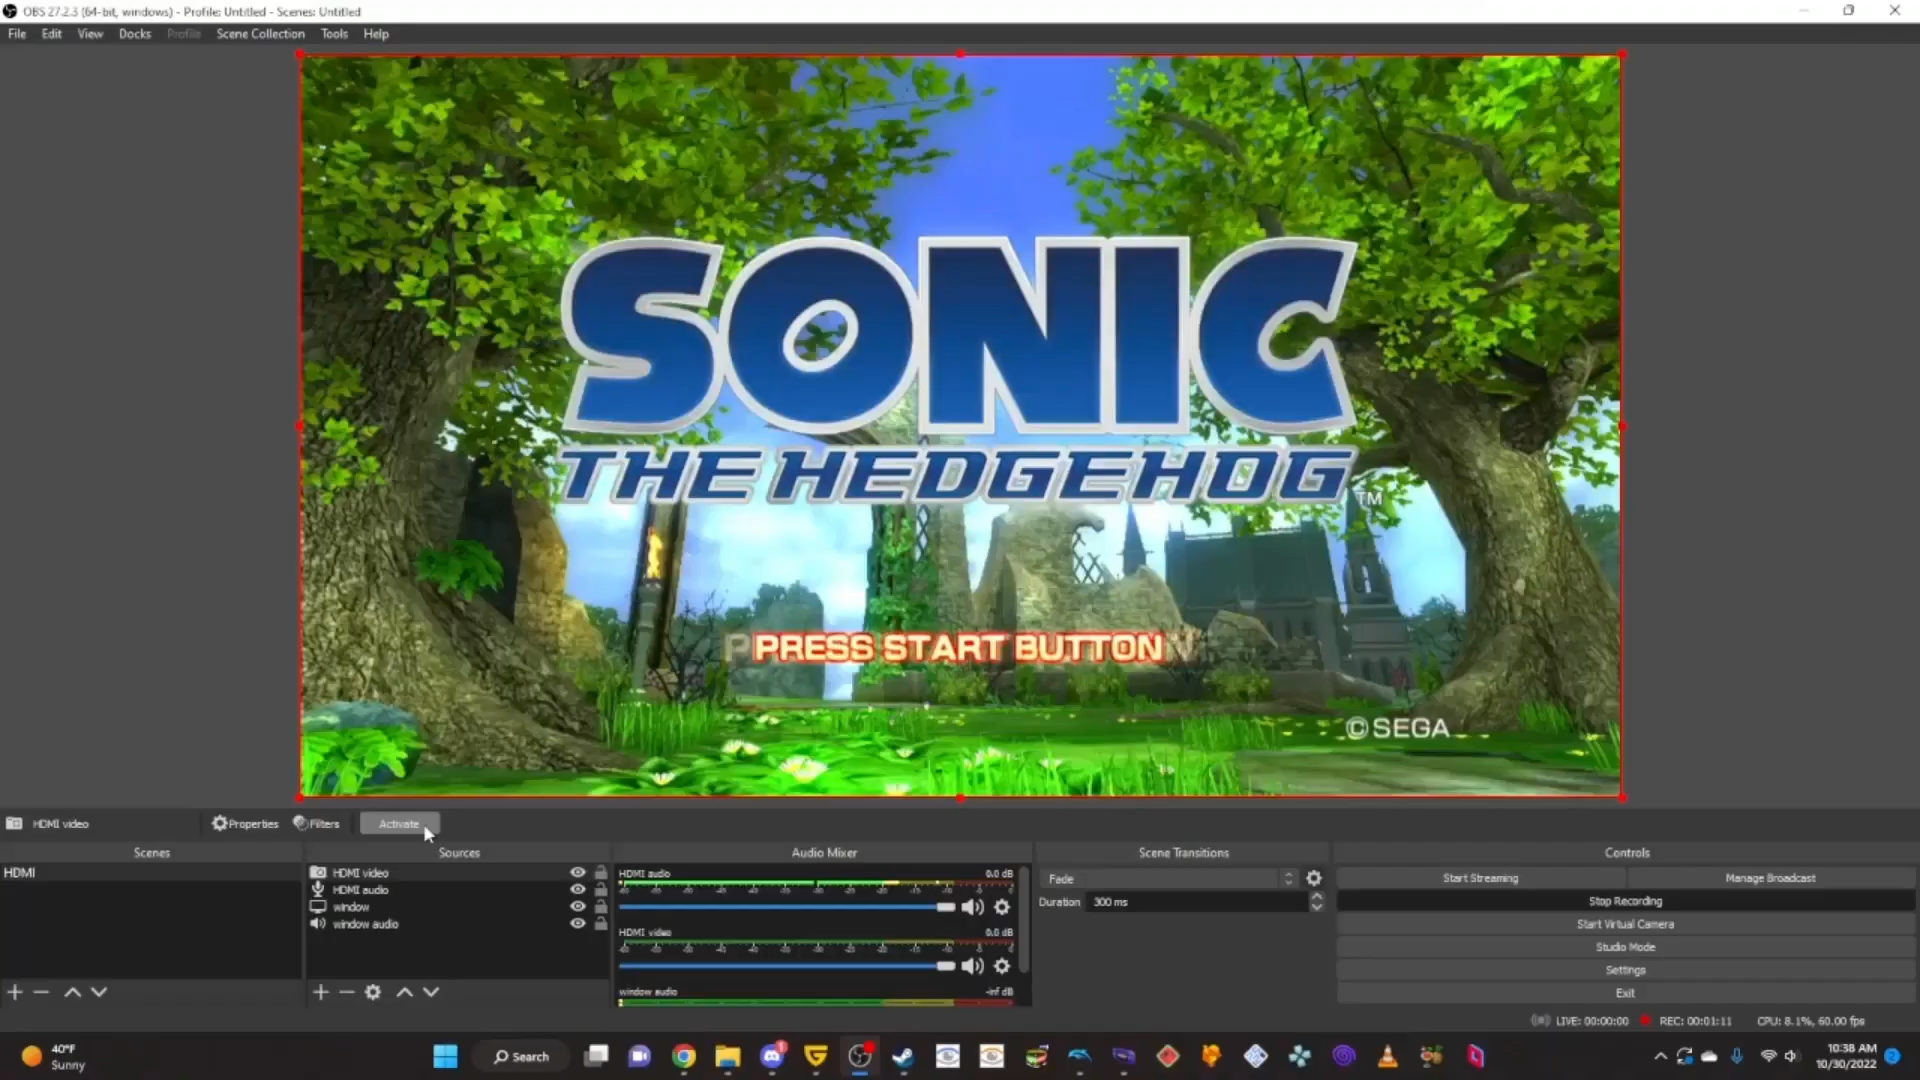 OBS 27.2.3 (64-bit, windows) - Profile: Untitled - Scenes: Untitled
File Edit View Docks Profile Scene Collection Tools Help
SONIC
THE HEDGEHOG TM
PRESS START BUTTON
© SEGA
HDMI video Properties Filters Activate
Scenes Sources Audio Mixer Scene Transitions Controls
HDMI
HDMI video
HDMI audio
window
window audio
HDMI audio 0.0 dB
HDMI video 0.0 dB
window audio -inf dB
Fade
Duration 300 ms
Start Streaming Manage Broadcast
Stop Recording
Start Virtual Camera
Studio Mode
Settings
Exit
LIVE: 00:00:00 REC: 00:01:11 CPU: 8.1%, 60.00 fps
40°F
Sunny
Search
10:38 AM
10/30/2022